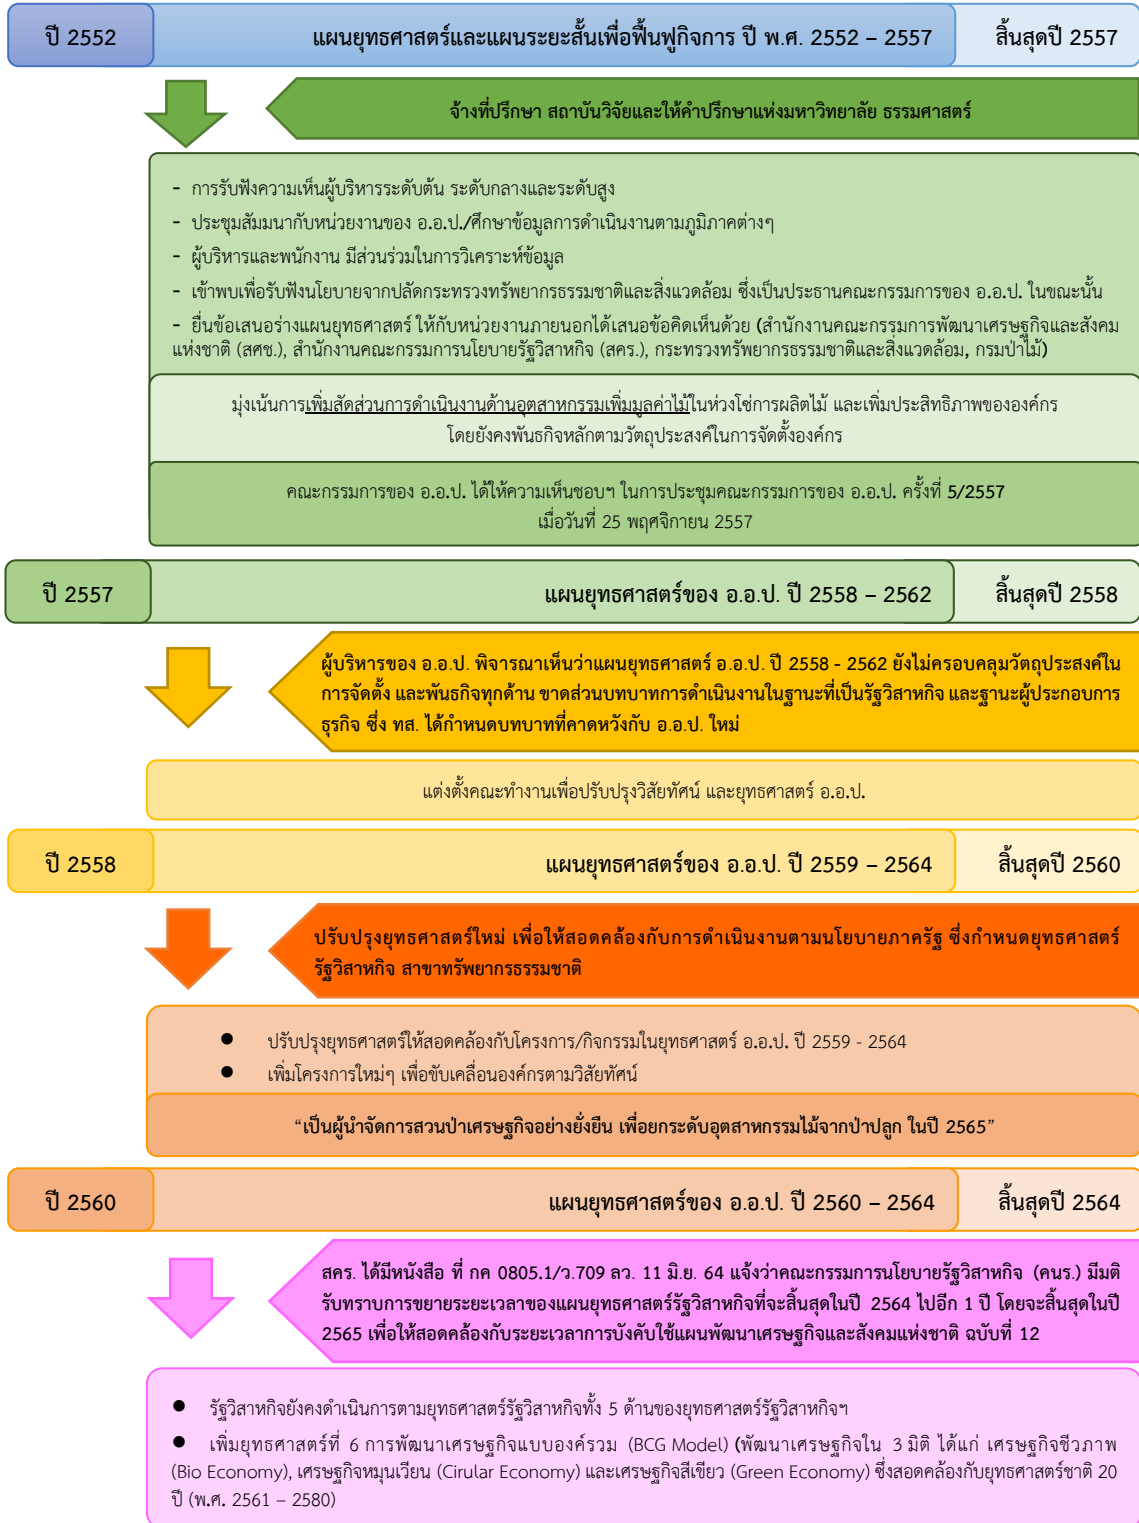 ปี 2552
แผนยุทธศาสตร์และแผนระยะสั้นเพื่อฟื้นฟูกิจการ ปี พ.ศ. 2552 – 2557
สิ้นสุดปี 2557
จ้างที่ปรึกษา สถาบันวิจัยและให้คำปรึกษาแห่งมหาวิทยาลัย ธรรมศาสตร์
- การรับฟังความเห็นผู้บริหารระดับต้น ระดับกลางและระดับสูง
- ประชุมสัมมนากับหน่วยงานของ อ.อ.ป./ศึกษาข้อมูลการดำเนินงานตามภูมิภาคต่างๆ
- ผู้บริหารและพนักงาน มีส่วนร่วมในการวิเคราะห์ข้อมูล
- เข้าพบเพื่อรับฟังนโยบายจากปลัดกระทรวงทรัพยากรธรรมชาติและสิ่งแวดล้อม ซึ่งเป็นประธานคณะกรรมการของ อ.อ.ป. ในขณะนั้น
- ยื่นข้อเสนอร่างแผนยุทธศาสตร์ ให้กับหน่วยงานภายนอกได้เสนอข้อคิดเห็นด้วย (สำนักงานคณะกรรมการพัฒนาเศรษฐกิจและสังคม
แห่งชาติ (สศช.), สำนักงานคณะกรรมการนโยบายรัฐวิสาหกิจ (สคร.), กระทรวงทรัพยากรธรรมชาติและสิ่งแวดล้อม, กรมป่าไม้)
มุ่งเน้นการเพิ่มสัดส่วนการดำเนินงานด้านอุตสาหกรรมเพิ่มมูลค่าไม้ในห่วงโซ่การผลิตไม้ และเพิ่มประสิทธิภาพขององค์กร
โดยยังคงพันธกิจหลักตามวัตถุประสงค์ในการจัดตั้งองค์กร
คณะกรรมการของ อ.อ.ป. ได้ให้ความเห็นชอบฯ ในการประชุมคณะกรรมการของ อ.อ.ป. ครั้งที่ 5/2557
เมื่อวันที่ 25 พฤศจิกายน 2557
ปี 2557
แผนยุทธศาสตร์ของ อ.อ.ป. ปี 2558 – 2562
สิ้นสุดปี 2558
ผู้บริหารของ อ.อ.ป. พิจารณาเห็นว่าแผนยุทธศาสตร์ อ.อ.ป. ปี 2558 - 2562 ยังไม่ครอบคลุมวัตถุประสงค์ใน
การจัดตั้ง และพันธกิจทุกด้าน ขาดส่วนบทบาทการดำเนินงานในฐานะที่เป็นรัฐวิสาหกิจ และฐานะผู้ประกอบการ
ธุรกิจ ซึ่ง ทส. ได้กำหนดบทบาทที่คาดหวังกับ อ.อ.ป. ใหม่
แต่งตั้งคณะทำงานเพื่อปรับปรุงวิสัยทัศน์ และยุทธศาสตร์ อ.อ.ป.
ปี 2558
แผนยุทธศาสตร์ของ อ.อ.ป. ปี 2559 – 2564
สิ้นสุดปี 2560
ปรับปรุงยุทธศาสตร์ใหม่ เพื่อให้สอดคล้องกับการดำเนินงานตามนโยบายภาครัฐ ซึ่งกำหนดยุทธศาสตร์
รัฐวิสาหกิจ สาขาทรัพยากรธรรมชาติ
● ปรับปรุงยุทธศาสตร์ให้สอดคล้องกับโครงการ/กิจกรรมในยุทธศาสตร์ อ.อ.ป. ปี 2559 - 2564
● เพิ่มโครงการใหม่ๆ เพื่อขับเคลื่อนองค์กรตามวิสัยทัศน์
“เป็นผู้นำจัดการสวนป่าเศรษฐกิจอย่างยั่งยืน เพื่อยกระดับอุตสาหกรรมไม้จากป่าปลูก ในปี 2565”
ปี 2560
แผนยุทธศาสตร์ของ อ.อ.ป. ปี 2560 – 2564
สิ้นสุดปี 2564
สคร. ได้มีหนังสือ ที่ กค 0805.1/ว.709 ลว. 11 มิ.ย. 64 แจ้งว่าคณะกรรมการนโยบายรัฐวิสาหกิจ (คนร.) มีมติ
รับทราบการขยายระยะเวลาของแผนยุทธศาสตร์รัฐวิสาหกิจที่จะสิ้นสุดในปี 2564 ไปอีก 1 ปี โดยจะสิ้นสุดในปี
2565 เพื่อให้สอดคล้องกับระยะเวลาการบังคับใช้แผนพัฒนาเศรษฐกิจและสังคมแห่งชาติ ฉบับที่ 12
● รัฐวิสาหกิจยังคงดำเนินการตามยุทธศาสตร์รัฐวิสาหกิจทั้ง 5 ด้านของยุทธศาสตร์รัฐวิสาหกิจฯ
● เพิ่มยุทธศาสตร์ที่ 6 การพัฒนาเศรษฐกิจแบบองค์รวม (BCG Model) (พัฒนาเศรษฐกิจใน 3 มิติ ได้แก่ เศรษฐกิจชีวภาพ
(Bio Economy), เศรษฐกิจหมุนเวียน (Cirular Economy) และเศรษฐกิจสีเขียว (Green Economy) ซึ่งสอดคล้องกับยุทธศาสตร์ชาติ 20
ปี (พ.ศ. 2561 – 2580)